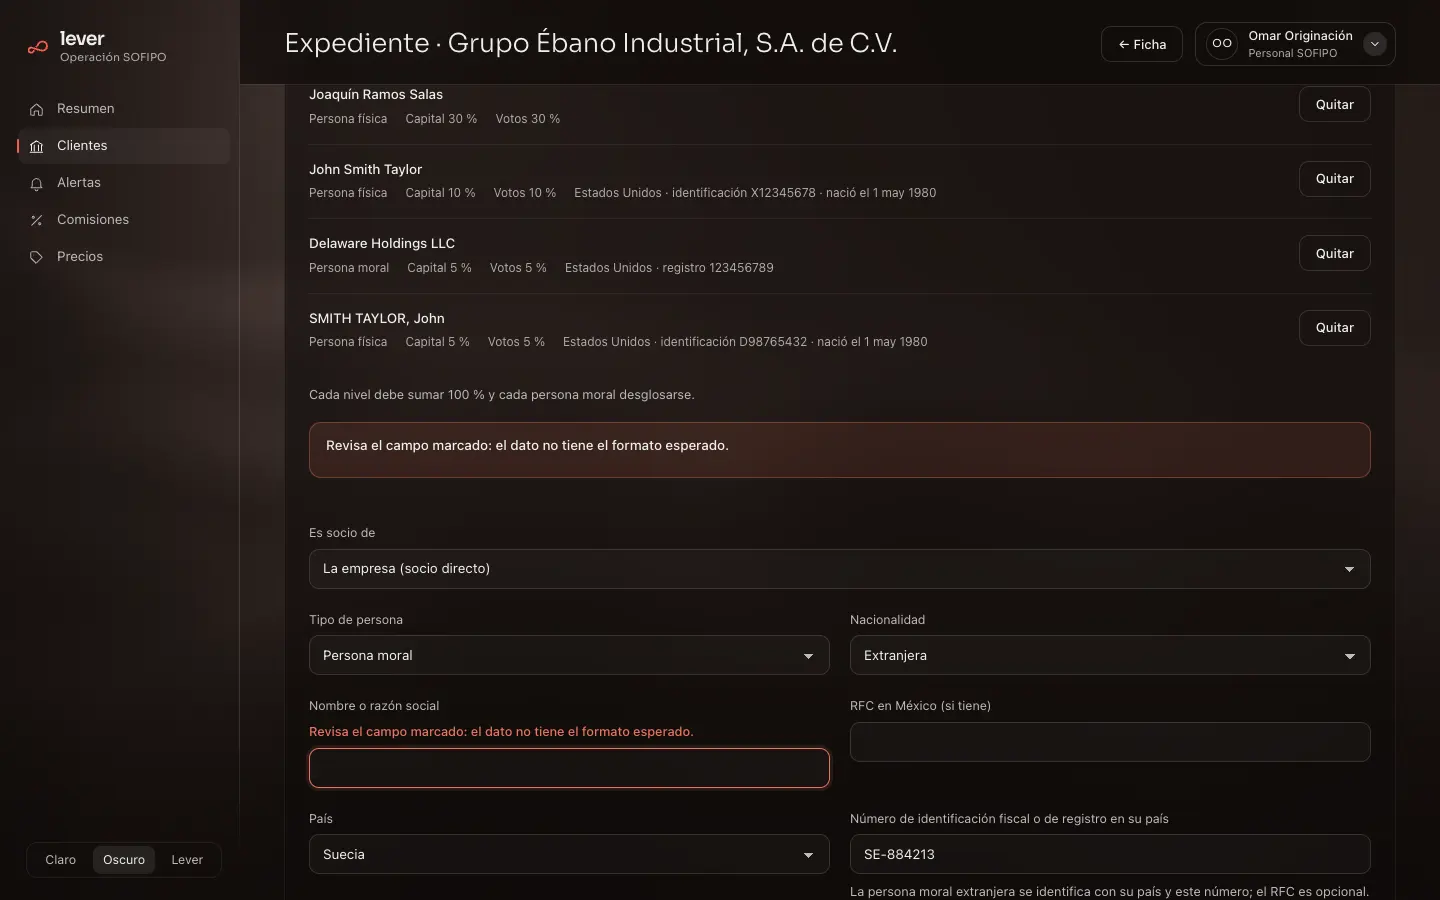 lever
Operación SOFIPO
Resumen
Clientes
Alertas
Comisiones
Precios
Claro
Oscuro
Lever
Expediente · Grupo Ébano Industrial, S.A. de C.V.
← Ficha
OO
Omar Originación
Personal SOFIPO
Joaquín Ramos Salas
Persona física Capital 30 % Votos 30 %
Quitar
John Smith Taylor
Persona física Capital 10 % Votos 10 % Estados Unidos · identificación X12345678 · nació el 1 may 1980
Quitar
Delaware Holdings LLC
Persona moral Capital 5 % Votos 5 % Estados Unidos · registro 123456789
Quitar
SMITH TAYLOR, John
Persona física Capital 5 % Votos 5 % Estados Unidos · identificación D98765432 · nació el 1 may 1980
Quitar
Cada nivel debe sumar 100 % y cada persona moral desglosarse.
Revisa el campo marcado: el dato no tiene el formato esperado.
Es socio de
La empresa (socio directo)
Tipo de persona
Persona moral
Nacionalidad
Extranjera
Nombre o razón social
Revisa el campo marcado: el dato no tiene el formato esperado.
RFC en México (si tiene)
País
Suecia
Número de identificación fiscal o de registro en su país
SE-884213
La persona moral extranjera se identifica con su país y este número; el RFC es opcional.